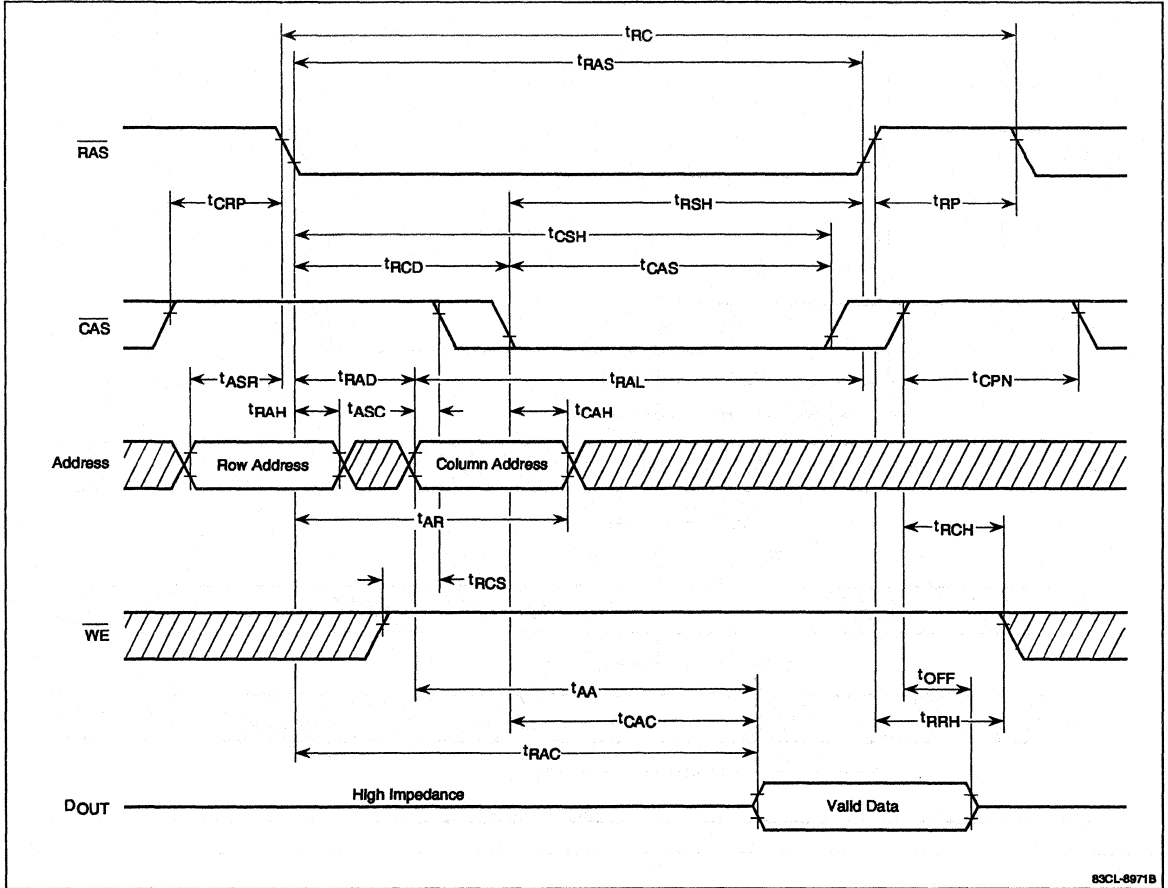 tRC
tRAS
RAS
tCRP
tRSH
tRP
tCSH
tRCD
tCAS
CAS
tASR
tRAD
tRAL
tCPN
tRAH
tASC
tCAH
Address
Row Address
Column Address
tAR
tRCH
tRCS
WE
tOFF
tAA
tCAC
tRRH
tRAC
High Impedance
DOUT
Valid Data
83CL-8971B